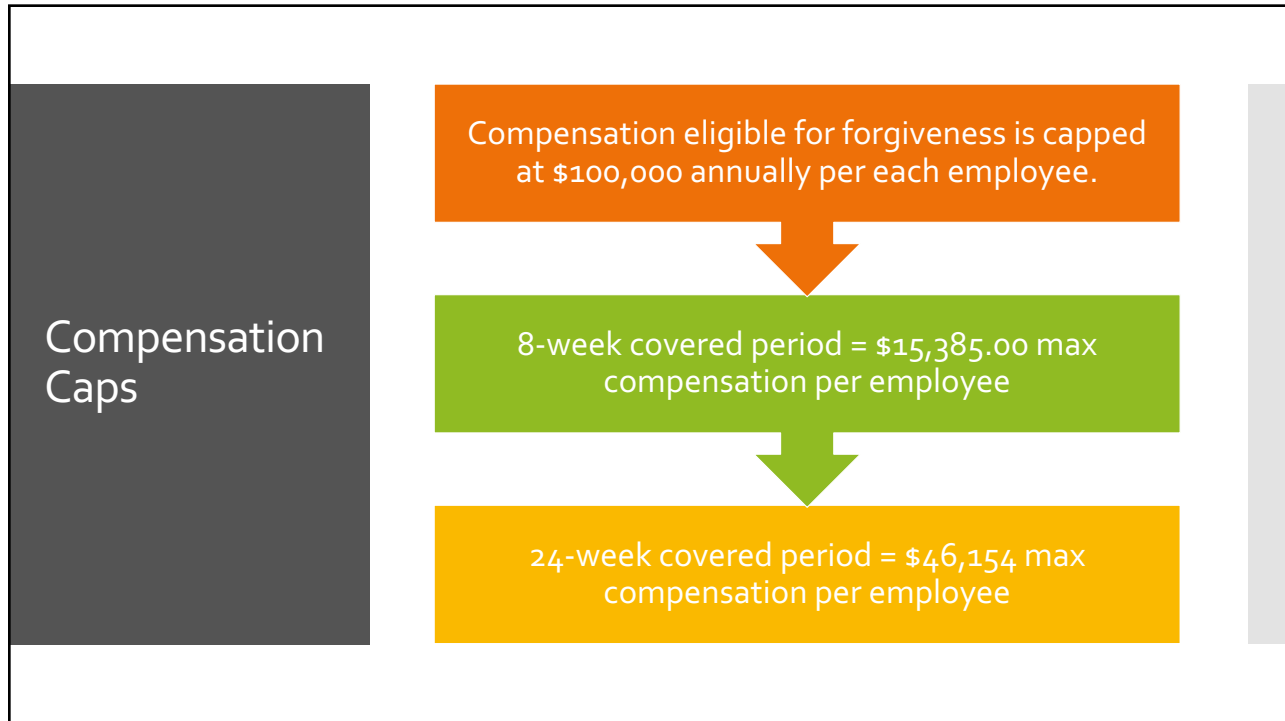 Compensation
Caps
Compensation eligible for forgiveness is capped
at $100,000 annually per each employee.
8-week covered period = $15,385.00 max
compensation per employee
24-week covered period = $46,154 max
compensation per employee